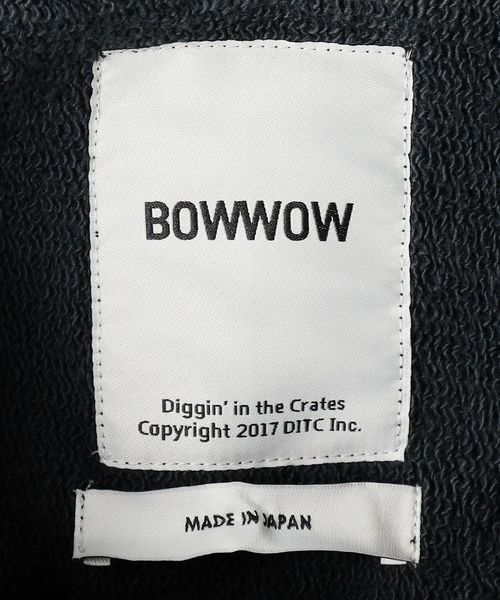 BOWWOW
Diggin' in the Crates
Copyright 2017 DITC Inc.
MADE IN JAPAN